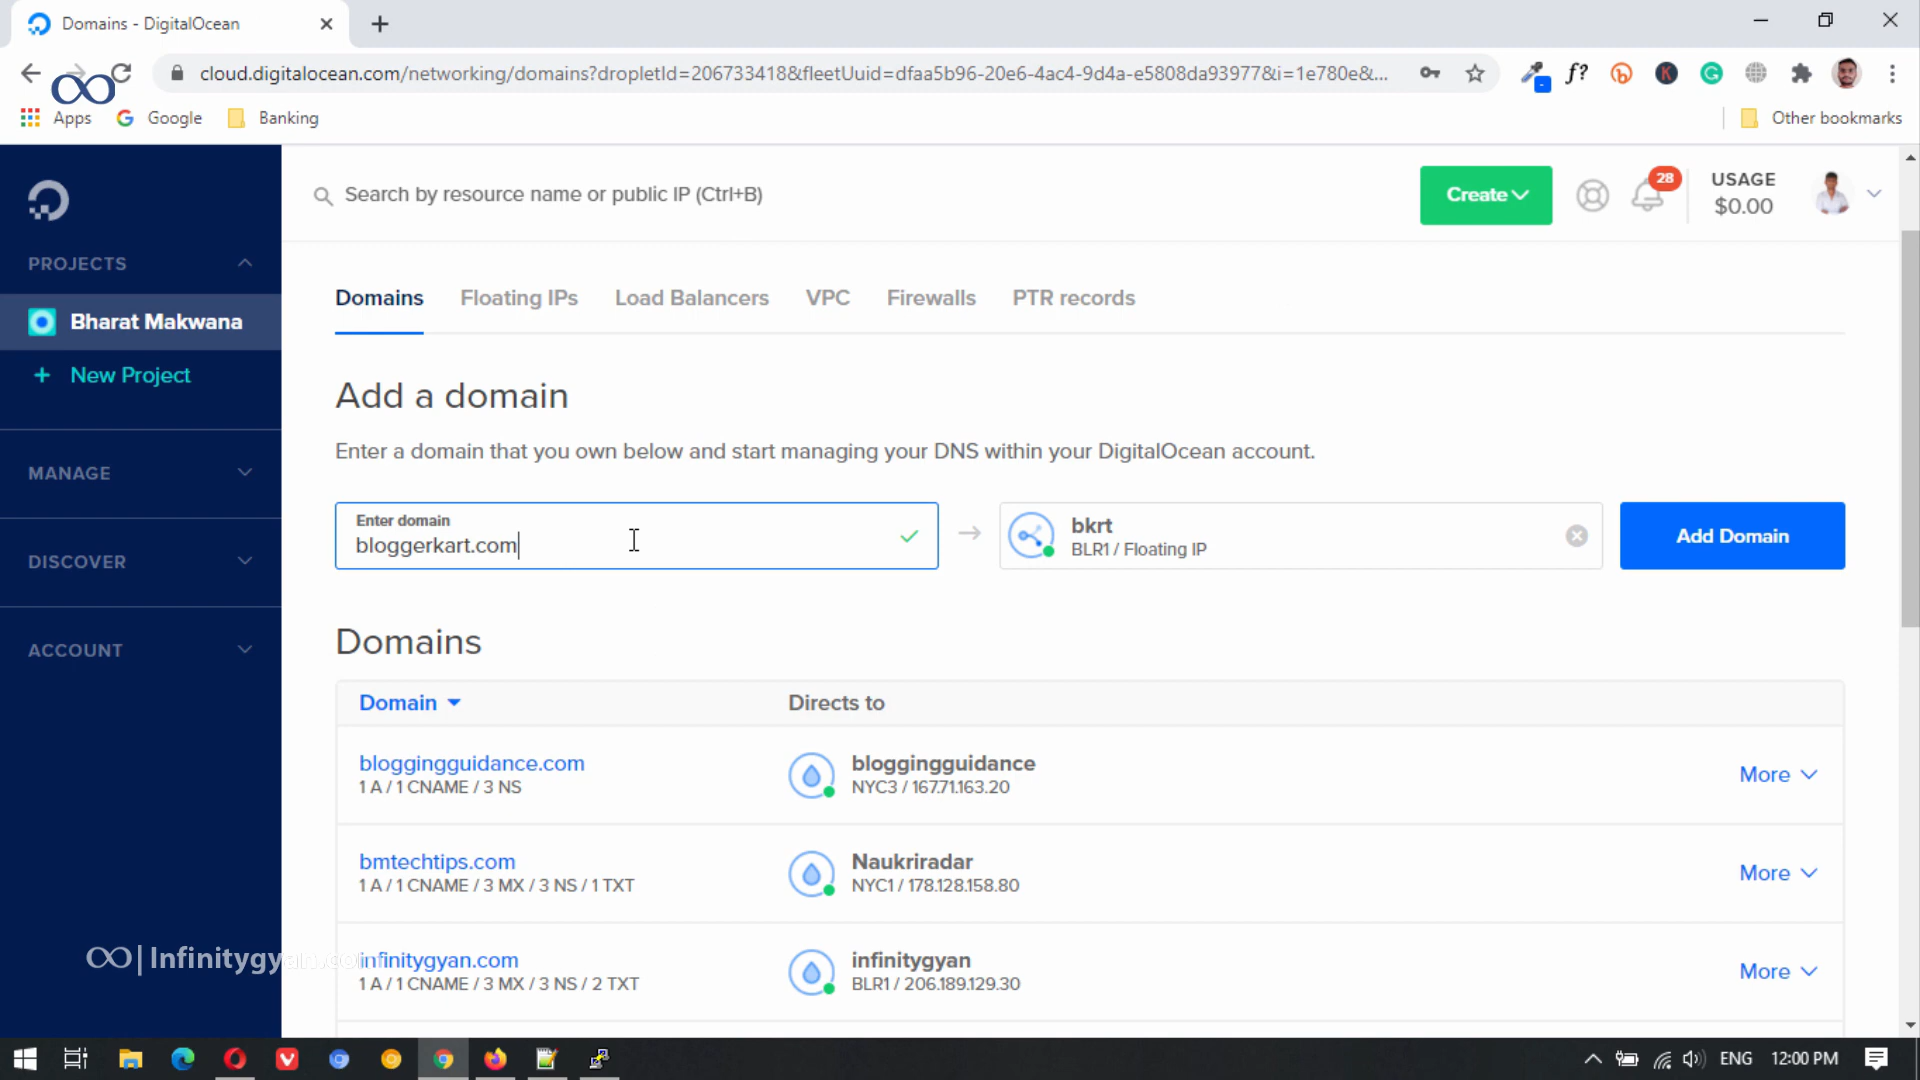 Domains - DigitalOcean
cloud.digitalocean.com/networking/domains?dropletId=206733418&fleetUuid=dfaa5b96-20e6-4ac4-9d4a-e5808da93977&i=1e780e&...
f?
Apps
Google
Banking
Other bookmarks
Search by resource name or public IP (Ctrl+B)
Create
28
USAGE
$0.00
PROJECTS
Bharat Makwana
+ New Project
MANAGE
DISCOVER
ACCOUNT
Domains
Floating IPs
Load Balancers
VPC
Firewalls
PTR records
Add a domain
Enter a domain that you own below and start managing your DNS within your DigitalOcean account.
Enter domain
bloggerkart.com
bkrt
BLR1 / Floating IP
Add Domain
Domains
Domain
Directs to
bloggingguidance.com
1 A / 1 CNAME / 3 NS
bloggingguidance
NYC3 / 167.71.163.20
More
bmtechtips.com
1 A / 1 CNAME / 3 MX / 3 NS / 1 TXT
Naukriradar
NYC1 / 178.128.158.80
More
infinitygyan.com
1 A / 1 CNAME / 3 MX / 3 NS / 2 TXT
infinitygyan
BLR1 / 206.189.129.30
More
| Infinitygyan.com
ENG
12:00 PM